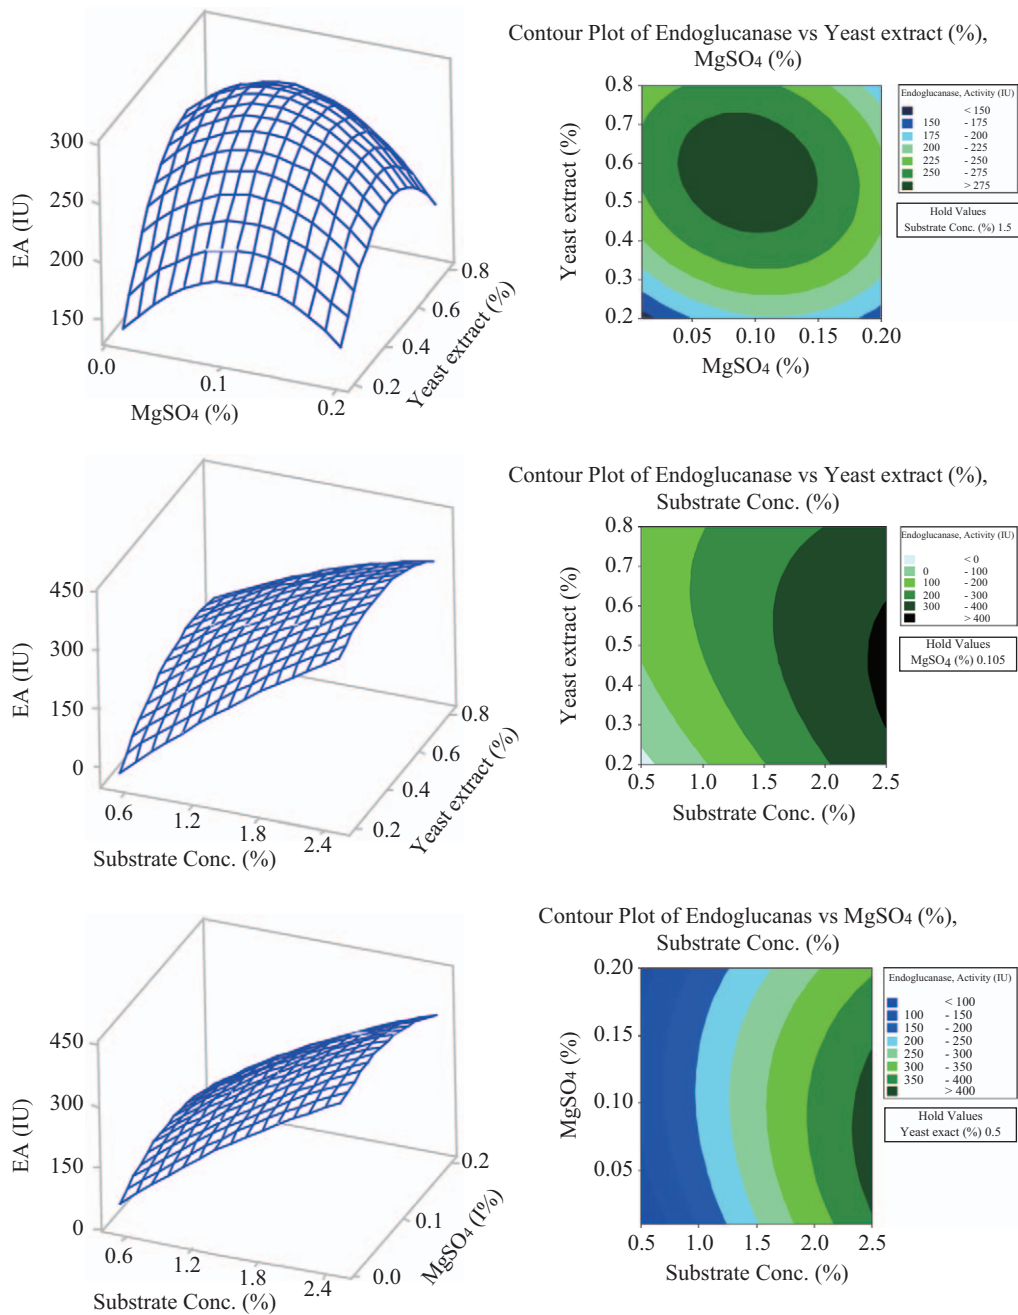 300
250
200
150
EA (IU)
0.0
0.1
0.2
MgSO4 (%)
0.2
0.4
0.6
0.8
Yeast extract (%)
Contour Plot of Endoglucanase vs Yeast extract (%),
MgSO4 (%)
0.8
0.7
0.6
0.5
0.4
0.3
0.2
Yeast extract (%)
0.05
0.10
0.15
0.20
MgSO4 (%)
Endoglucanase, Activity (IU)
< 150
150 - 175
175 - 200
200 - 225
225 - 250
250 - 275
> 275
Hold Values
Substrate Conc. (%) 1.5
450
300
150
0
EA (IU)
0.6
1.2
1.8
2.4
Substrate Conc. (%)
0.2
0.4
0.6
0.8
Yeast extract (%)
Contour Plot of Endoglucanase vs Yeast extract (%),
Substrate Conc. (%)
0.8
0.7
0.6
0.5
0.4
0.3
0.2
Yeast extract (%)
0.5
1.0
1.5
2.0
2.5
Substrate Conc. (%)
Endoglucanase, Activity (IU)
< 0
0 - 100
100 - 200
200 - 300
300 - 400
> 400
Hold Values
MgSO4 (%) 0.105
450
300
150
0
EA (IU)
0.6
1.2
1.8
2.4
Substrate Conc. (%)
0.0
0.1
0.2
MgSO4 (I%)
Contour Plot of Endoglucanas vs MgSO4 (%),
Substrate Conc. (%)
0.20
0.15
0.10
0.05
MgSO4 (%)
0.5
1.0
1.5
2.0
2.5
Substrate Conc. (%)
Endoglucanase, Activity (IU)
< 100
100 - 150
150 - 200
200 - 250
250 - 300
300 - 350
350 - 400
> 400
Hold Values
Yeast exact (%) 0.5